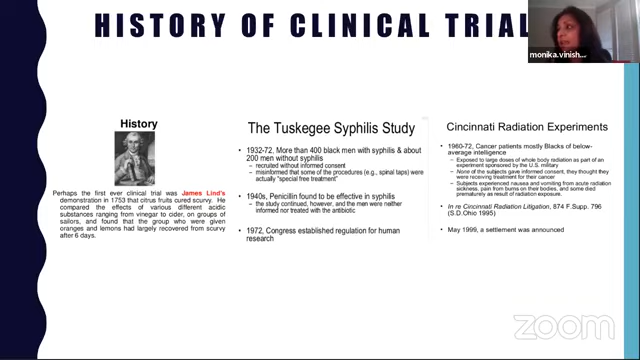 HISTORY OF CLINICAL TRIAL
monika.vinish...
History
Perhaps the first ever clinical trial was James Lind's
demonstration in 1753 that citrus fruits cured scurvy. He
compared the effects of various different acidic
substances ranging from vinegar to cider, on groups of
sailors, and found that the group who were given
oranges and lemons had largely recovered from scurvy
after 6 days.
The Tuskegee Syphilis Study
• 1932-72, More than 400 black men with syphilis & about
200 men without syphilis
– recruited without informed consent
– misinformed that some of the procedures (e.g., spinal taps) were
actually "special free treatment"
• 1940s, Penicillin found to be effective in syphilis
– the study continued, however, and the men were neither
informed nor treated with the antibiotic
• 1972, Congress established regulation for human
research
Cincinnati Radiation Experiments
• 1960-72, Cancer patients mostly Blacks of below-
average intelligence
– Exposed to large doses of whole body radiation as part of an
experiment sponsored by the U.S. military
– None of the subjects gave informed consent, they thought they
were receiving treatment for their cancer
– Subjects experienced nausea and vomiting from acute radiation
sickness, pain from burns on their bodies, and some died
prematurely as result of radiation exposure.
• In re Cincinnati Radiation Litigation, 874 F.Supp. 796
(S.D.Ohio 1995)
• May 1999, a settlement was announced
zoom